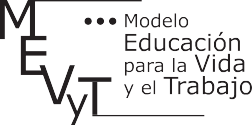 MEVyT
Modelo
Educación
para la Vida
y el Trabajo